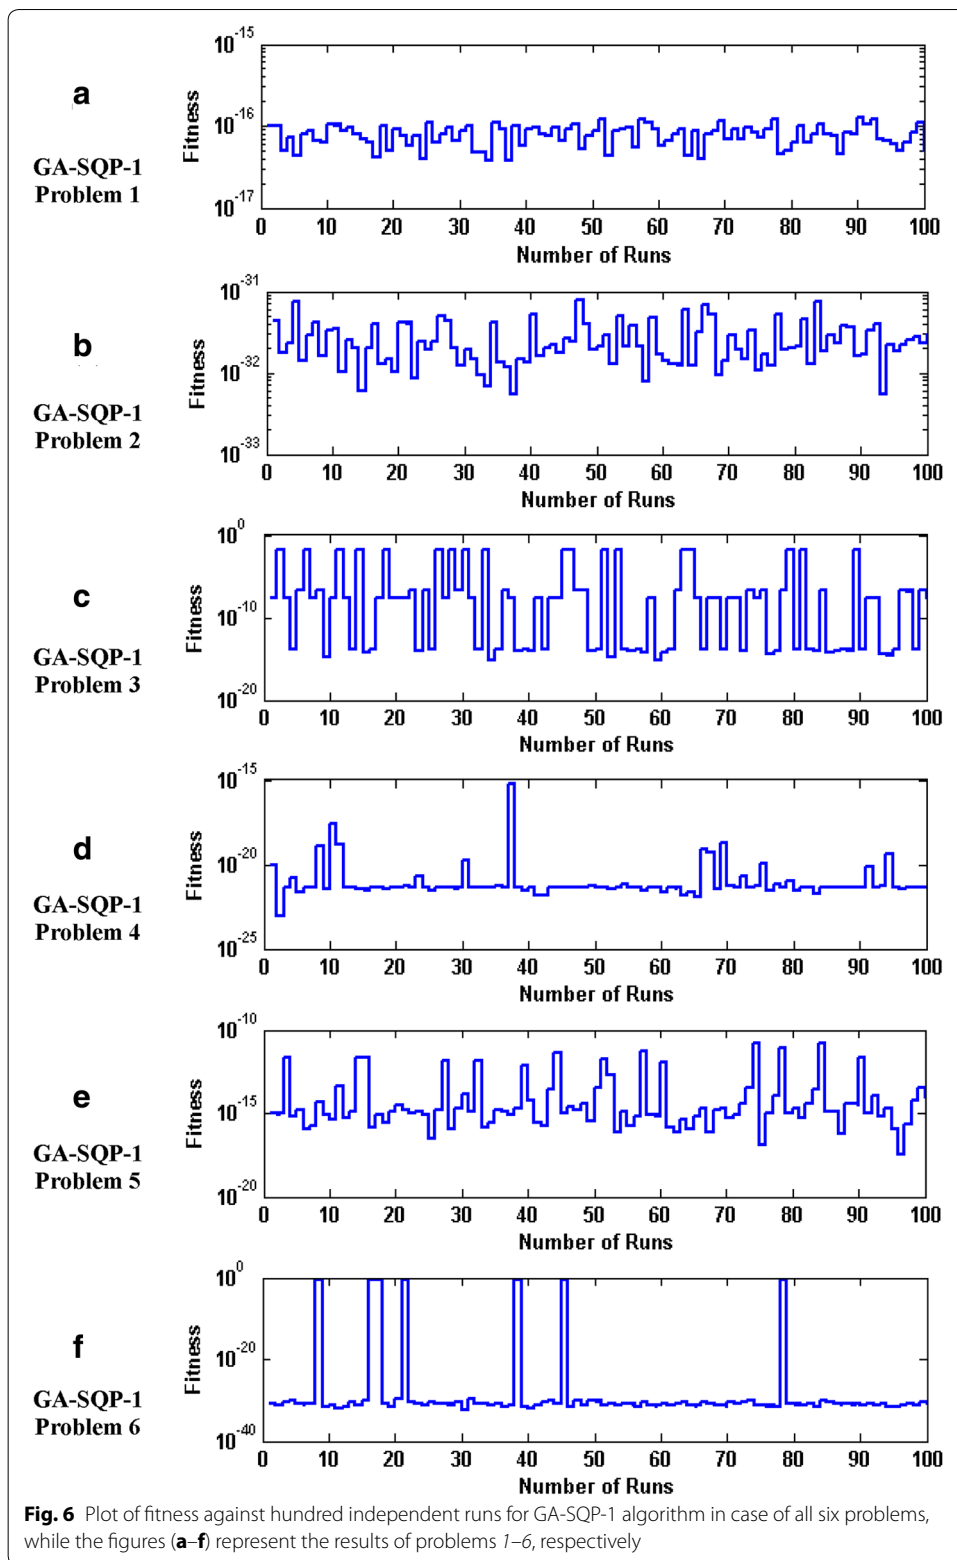 a
GA-SQP-1
Problem 1
Fitness
10^-15
10^-16
10^-17
0 10 20 30 40 50 60 70 80 90 100
Number of Runs
b
GA-SQP-1
Problem 2
Fitness
10^-31
10^-32
10^-33
0 10 20 30 40 50 60 70 80 90 100
Number of Runs
c
GA-SQP-1
Problem 3
Fitness
10^0
10^-10
10^-20
0 10 20 30 40 50 60 70 80 90 100
Number of Runs
d
GA-SQP-1
Problem 4
Fitness
10^-15
10^-20
10^-25
0 10 20 30 40 50 60 70 80 90 100
Number of Runs
e
GA-SQP-1
Problem 5
Fitness
10^-10
10^-15
10^-20
0 10 20 30 40 50 60 70 80 90 100
Number of Runs
f
GA-SQP-1
Problem 6
Fitness
10^0
10^-20
10^-40
0 10 20 30 40 50 60 70 80 90 100
Number of Runs
Fig. 6 Plot of fitness against hundred independent runs for GA-SQP-1 algorithm in case of all six problems,
while the figures (a–f) represent the results of problems 1–6, respectively